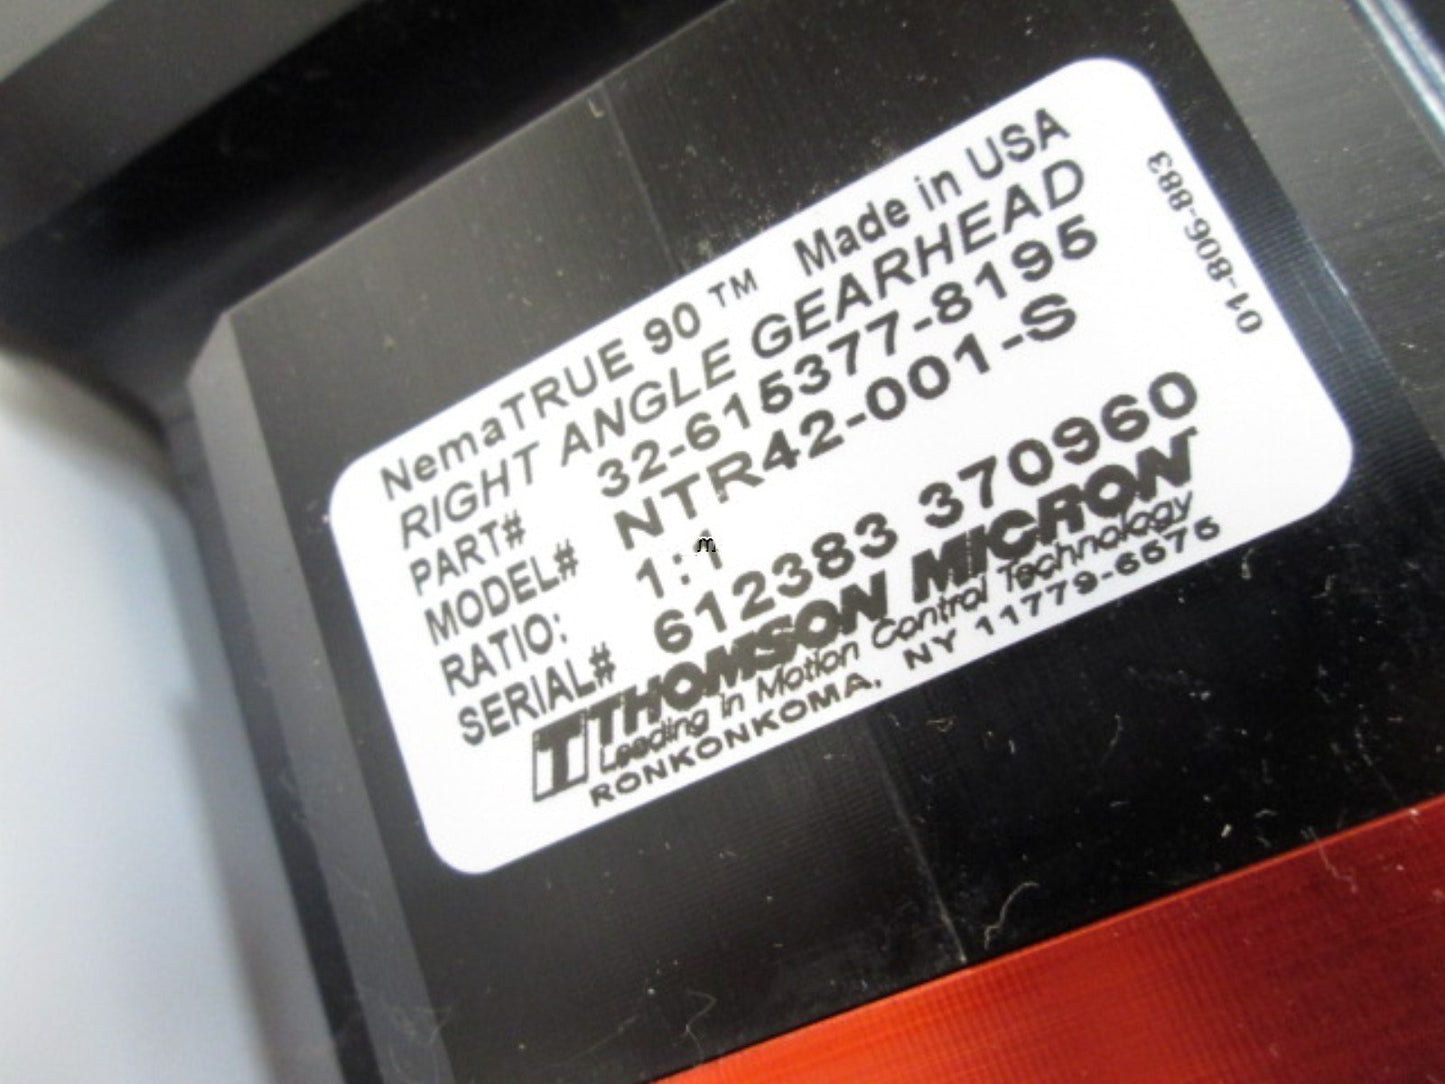 NemaTRUE 90 ™ Made in USA
RIGHT ANGLE GEARHEAD
PART# 32-615377-8195
MODEL# NTR42-001-S
RATIO: 1:1
SERIAL# 612383 370960
T THOMSON MICRON
Leading in Motion Control Technology
RONKONKOMA, NY 11779-6675
01-806-883